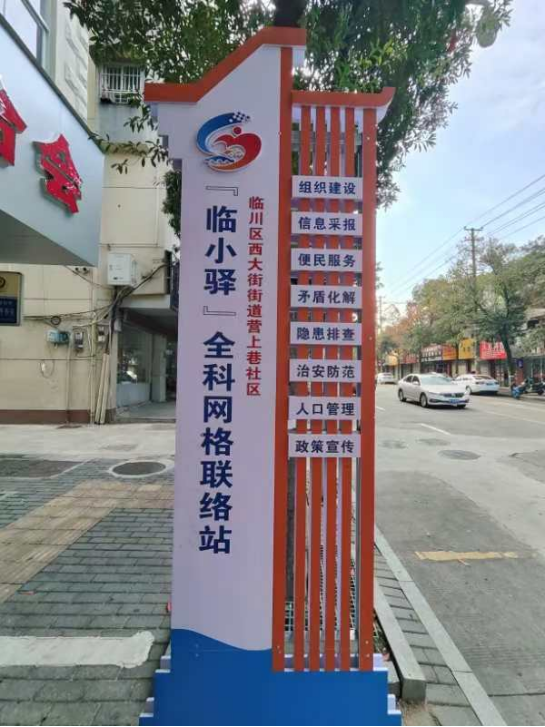 『临小驿』全科网格联络站
临川区西大街街道营上巷社区
组织建设
信息采报
便民服务
矛盾化解
隐患排查
治安防范
人口管理
政策宣传